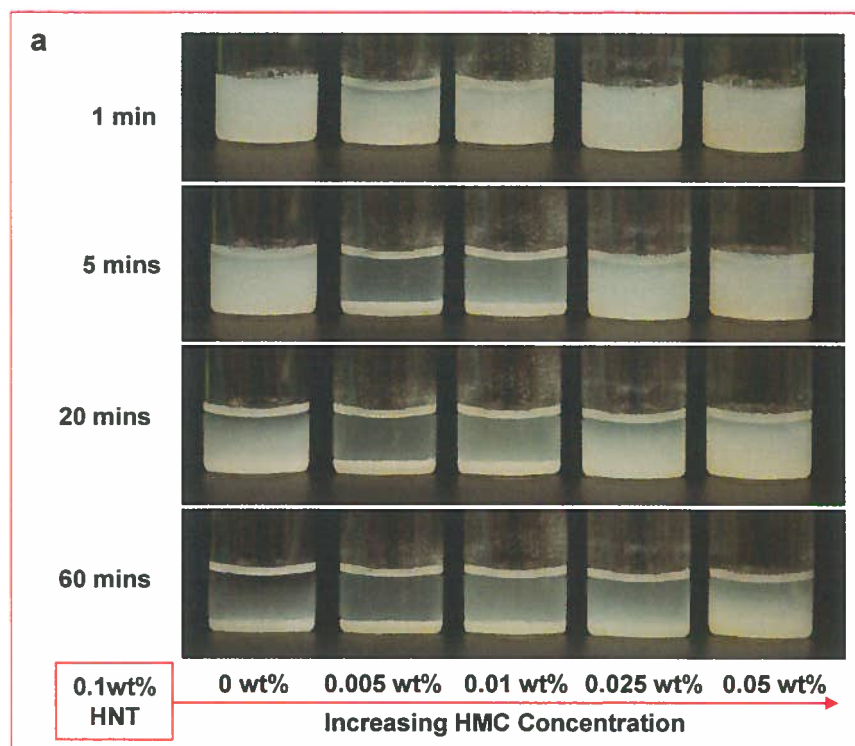 a
1 min
5 mins
20 mins
60 mins
0.1wt%
HNT
0 wt% 0.005 wt% 0.01 wt% 0.025 wt% 0.05 wt%
Increasing HMC Concentration